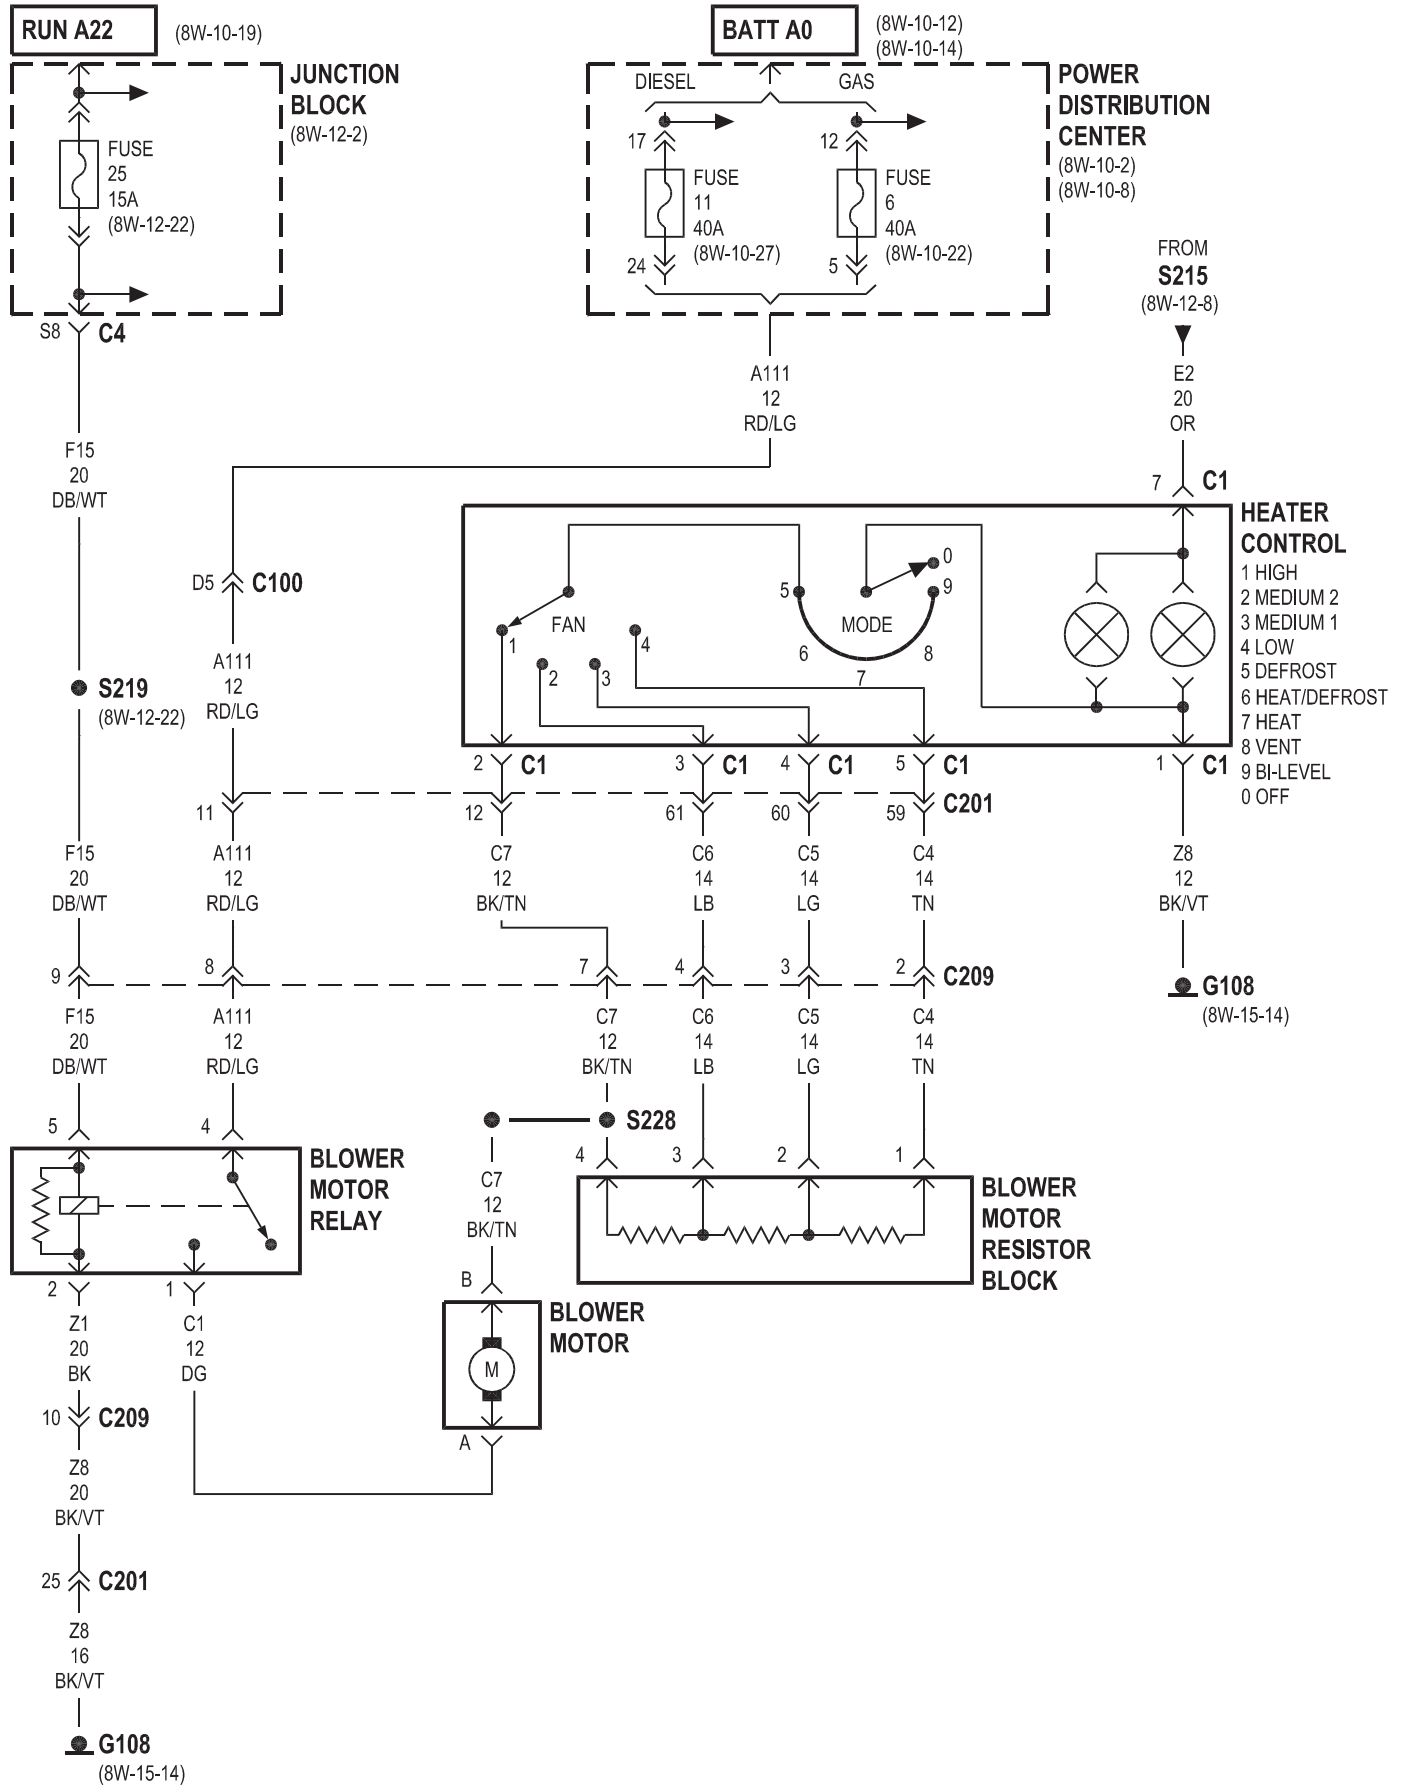 RUN A22
(8W-10-19)
BATT A0
(8W-10-12)
(8W-10-14)
JUNCTION
BLOCK
(8W-12-2)
FUSE
25
15A
(8W-12-22)
S8
C4
DIESEL
GAS
17
12
FUSE
11
40A
(8W-10-27)
FUSE
6
40A
(8W-10-22)
24
5
POWER
DISTRIBUTION
CENTER
(8W-10-2)
(8W-10-8)
FROM
S215
(8W-12-8)
A111
12
RD/LG
E2
20
OR
F15
20
DB/WT
7
C1
HEATER
CONTROL
1 HIGH
2 MEDIUM 2
3 MEDIUM 1
4 LOW
5 DEFROST
6 HEAT/DEFROST
7 HEAT
8 VENT
9 BI-LEVEL
0 OFF
D5
C100
FAN
1
2
3
4
MODE
5
6
7
8
9
0
A111
12
RD/LG
S219
(8W-12-22)
2
C1
3
C1
4
C1
5
C1
1
C1
11
12
61
60
59
C201
F15
20
DB/WT
A111
12
RD/LG
C7
12
BK/TN
C6
14
LB
C5
14
LG
C4
14
TN
Z8
12
BK/VT
9
8
7
4
3
2
C209
G108
(8W-15-14)
F15
20
DB/WT
A111
12
RD/LG
C7
12
BK/TN
C6
14
LB
C5
14
LG
C4
14
TN
5
4
S228
4
3
2
1
BLOWER
MOTOR
RELAY
C7
12
BK/TN
BLOWER
MOTOR
RESISTOR
BLOCK
2
1
B
BLOWER
MOTOR
M
A
Z1
20
BK
C1
12
DG
10
C209
Z8
20
BK/VT
25
C201
Z8
16
BK/VT
G108
(8W-15-14)